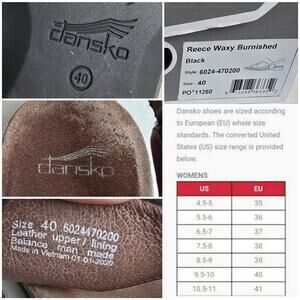 dansko
40
Reece Waxy Burnished
Black
Style: 6024-470200
Size: 40
PO*11260
dansko
Size 40 6024470200
Leather upper/ lining
Balance man made
Made in Vietnam 01-01-2020
Dansko shoes are sized according
to European (EU) whole size
standards. The converted United
States (US) size range is provided
below.
WOMENS
US EU
4.5-5 35
5.5-6 36
6.5-7 37
7.5-8 38
8.5-9 39
9.5-10 40
10.5-11 41